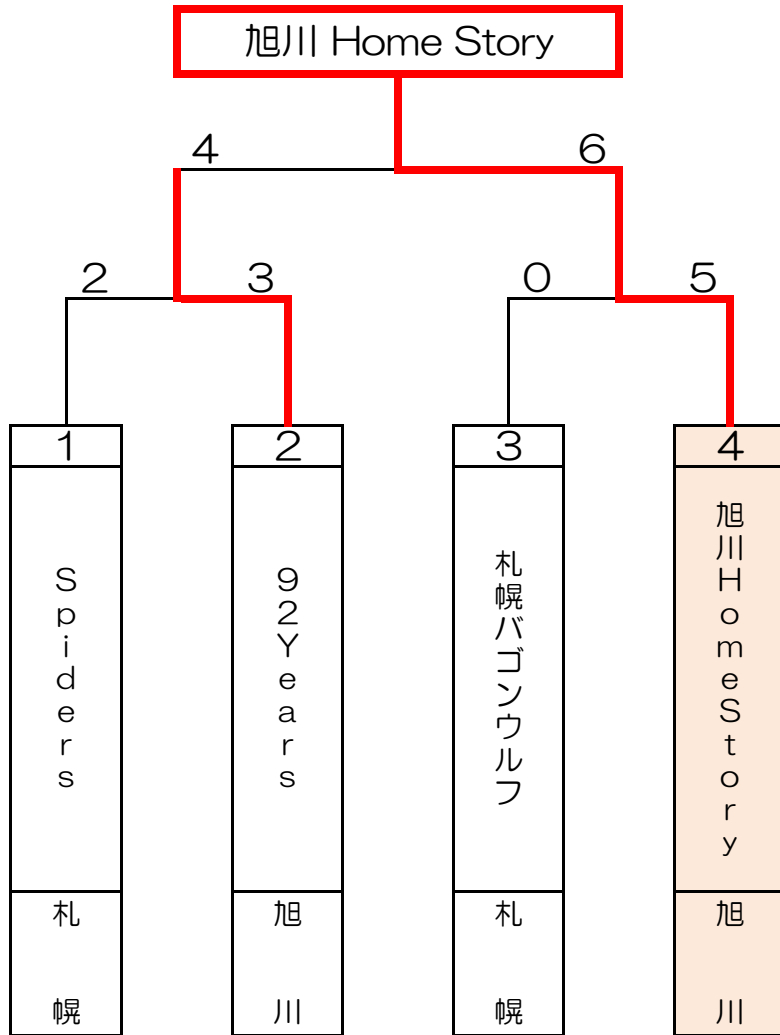 旭川 Home Story
4 6
2 3 0 5
1 2 3 4
Spiders
92Years
札幌バゴンウルフ
旭川HomeStory
札幌
旭川
札幌
旭川